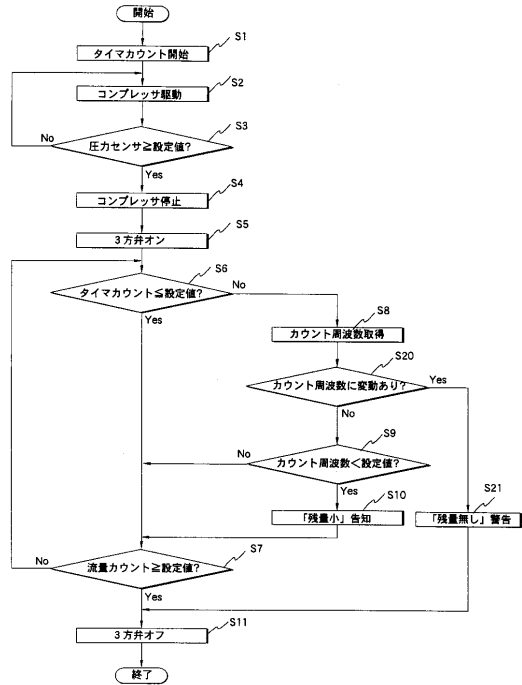 開始
S1
タイマカウント開始
S2
コンプレッサ駆動
S3
No
圧力センサ≧設定値?
Yes
S4
コンプレッサ停止
S5
3方弁オン
S6
タイマカウント≦設定値?
No
Yes
S8
カウント周波数取得
S20
カウント周波数に変動あり?
Yes
No
S9
No
カウント周波数<設定値?
Yes
S10
S21
「残量小」告知
「残量無し」警告
S7
No
流量カウント≧設定値?
Yes
S11
3方弁オフ
終了